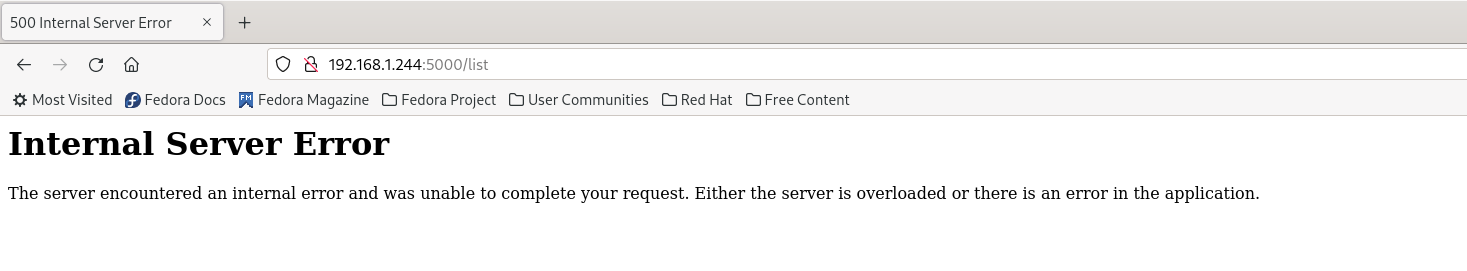 500 Internal Server Error
192.168.1.244:5000/list
Most Visited Fedora Docs FM Fedora Magazine Fedora Project User Communities Red Hat Free Content
Internal Server Error
The server encountered an internal error and was unable to complete your request. Either the server is overloaded or there is an error in the application.